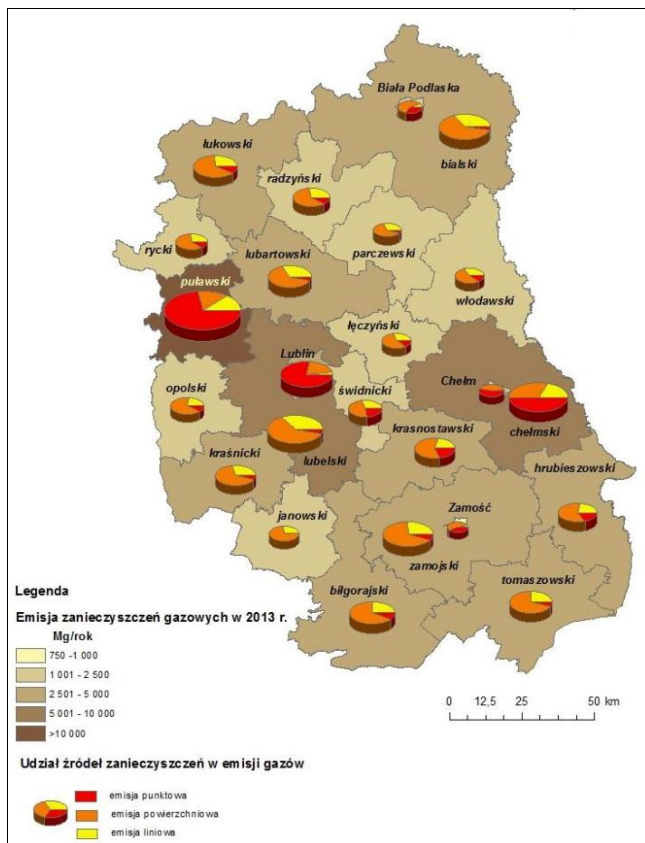 Biała Podlaska
łukowski
bialski
radzyński
rycki
lubartowski
parczewski
puławski
włodawski
łęczyński
Lublin
Chełm
opolski
świdnicki
krasnostawski
chełmski
kraśnicki
lubelski
hrubieszowski
janowski
Zamość
zamojski
tomaszowski
biłgorajski
Legenda
Emisja zanieczyszczeń gazowych w 2013 r.
Mg/rok
750 -1 000
1 001 - 2 500
2 501 - 5 000
5 001 - 10 000
>10 000
0 12,5 25 50 km
Udział źródeł zanieczyszczeń w emisji gazów
emisja punktowa
emisja powierzchniowa
emisja liniowa